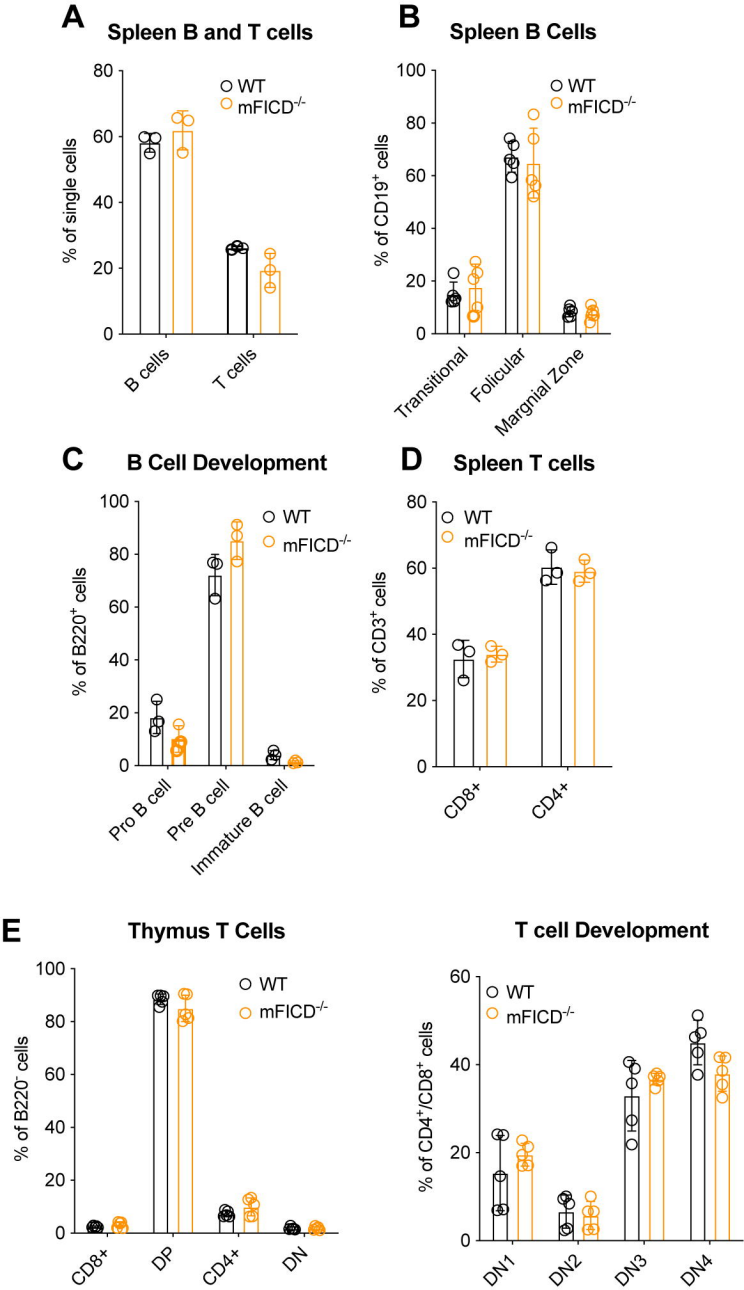 A
Spleen B and T cells
WT
mFICD-/-
% of single cells
80
60
40
20
0
B cells
T cells
B
Spleen B Cells
WT
mFICD-/-
% of CD19+ cells
100
80
60
40
20
0
Transitional
Folicular
Margnial Zone
C
B Cell Development
WT
mFICD-/-
% of B220+ cells
100
80
60
40
20
0
Pro B cell
Pre B cell
Immature B cell
D
Spleen T cells
WT
mFICD-/-
% of CD3+ cells
80
60
40
20
0
CD8+
CD4+
E
Thymus T Cells
WT
mFICD-/-
% of B220- cells
100
80
60
40
20
0
CD8+
DP
CD4+
DN
T cell Development
WT
mFICD-/-
% of CD4+/CD8+ cells
60
40
20
0
DN1
DN2
DN3
DN4